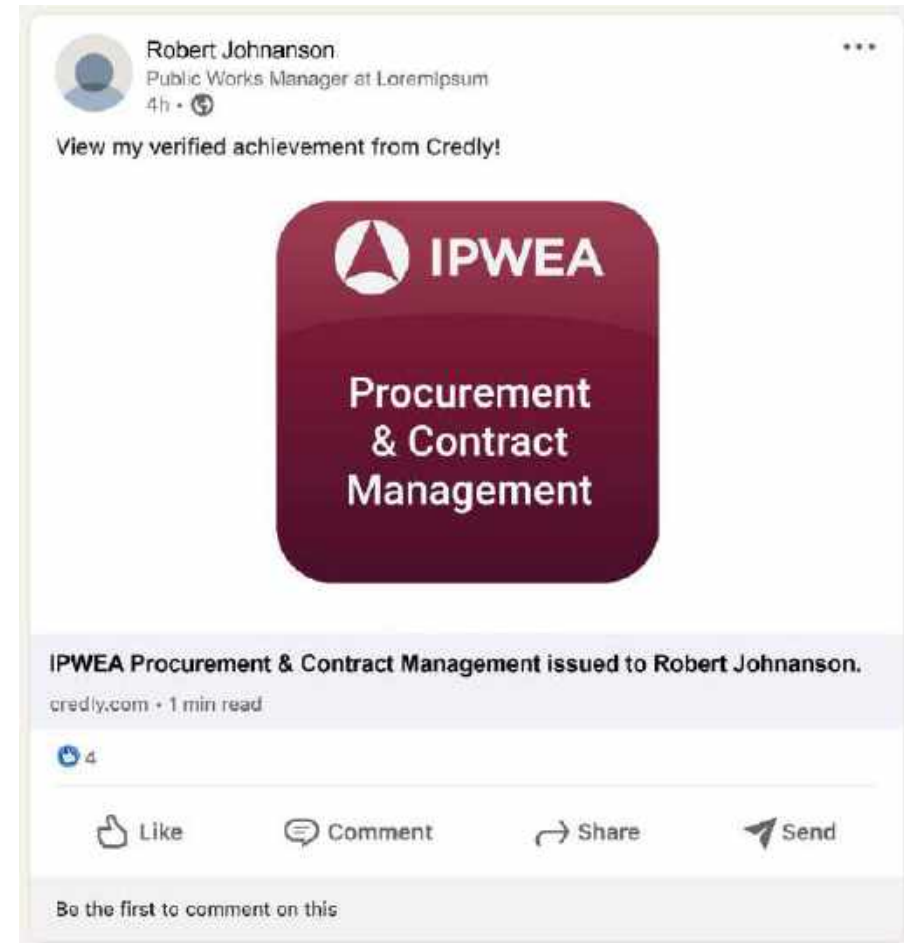 Robert Johnanson
Public Works Manager at Loremipsum
4h •
View my verified achievement from Credly!
IPWEA
Procurement
& Contract
Management
IPWEA Procurement & Contract Management issued to Robert Johnanson.
credly.com • 1 min read
4
Like Comment Share Send
Be the first to comment on this